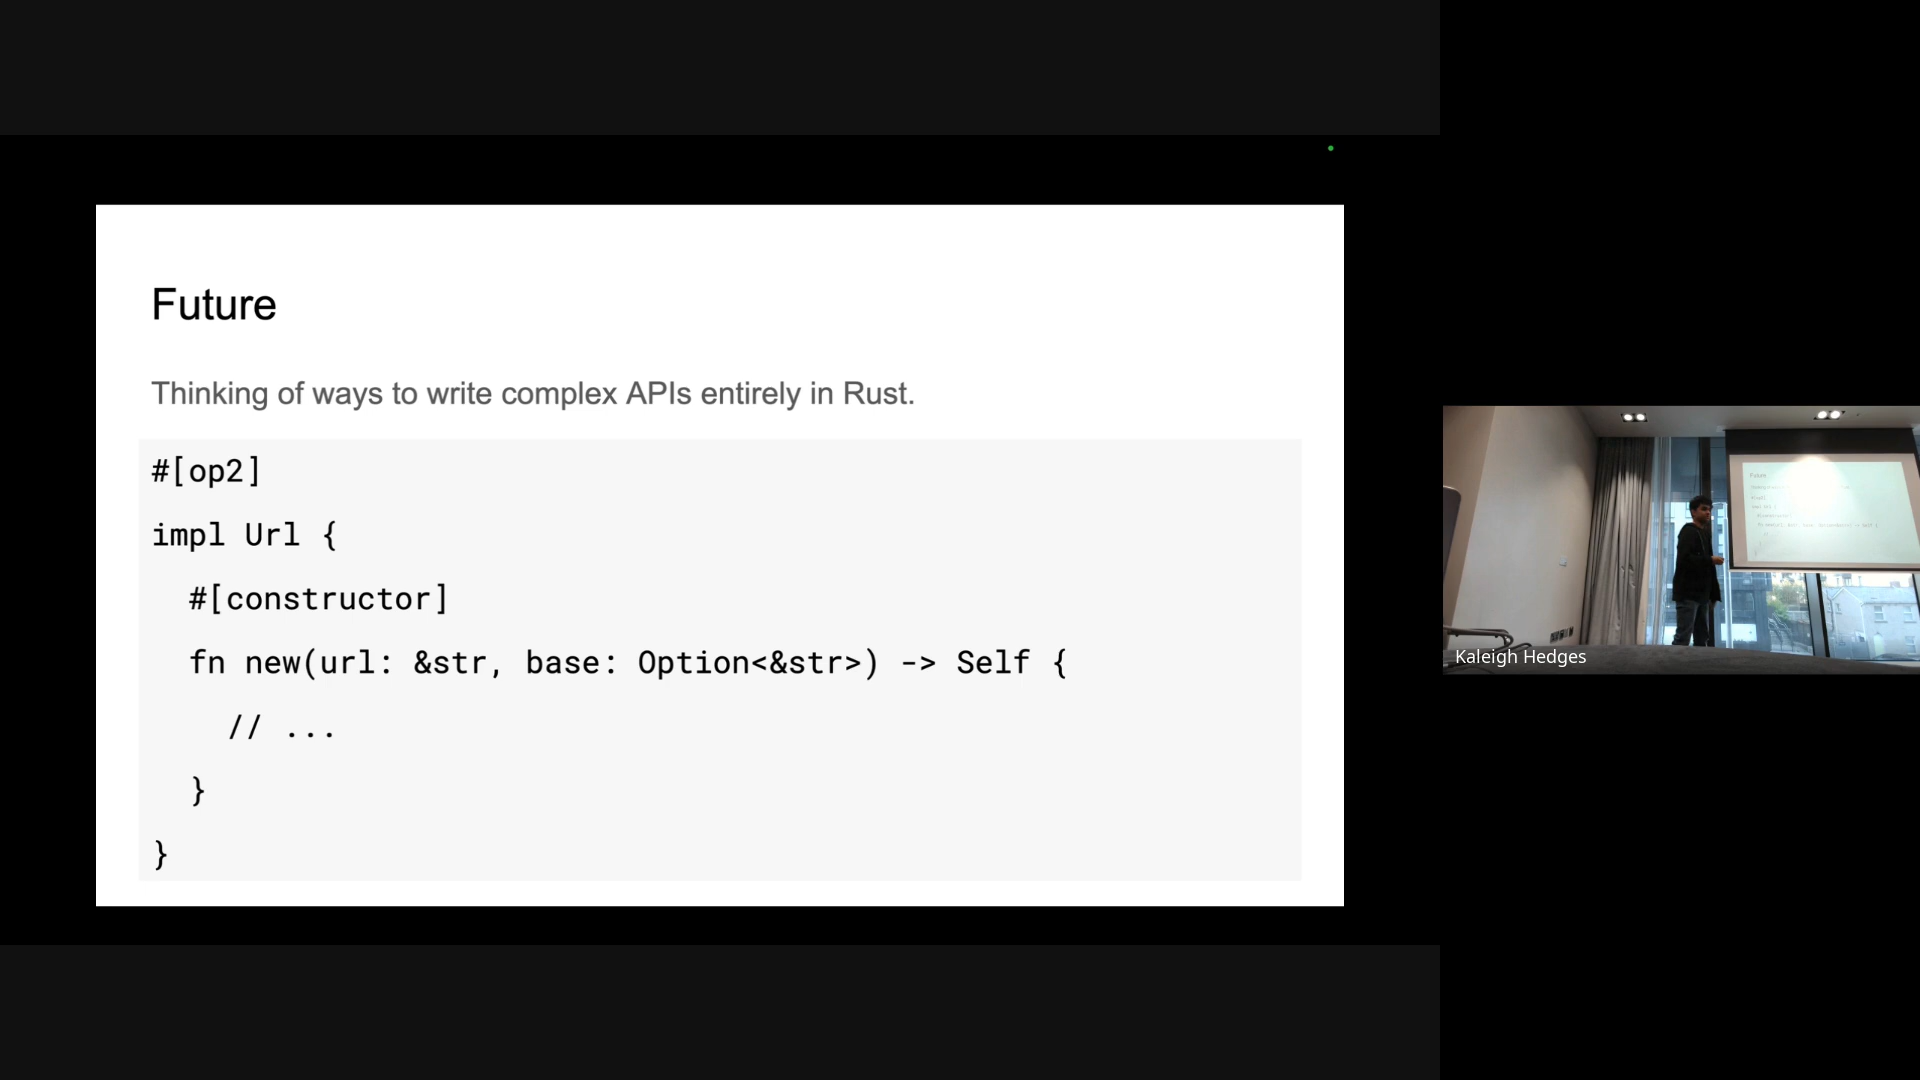 Future
Thinking of ways to write complex APIs entirely in Rust.
#[op2]
impl Url {
#[constructor]
fn new(url: &str, base: Option<&str>) -> Self {
// ...
}
}
Kaleigh Hedges
Future